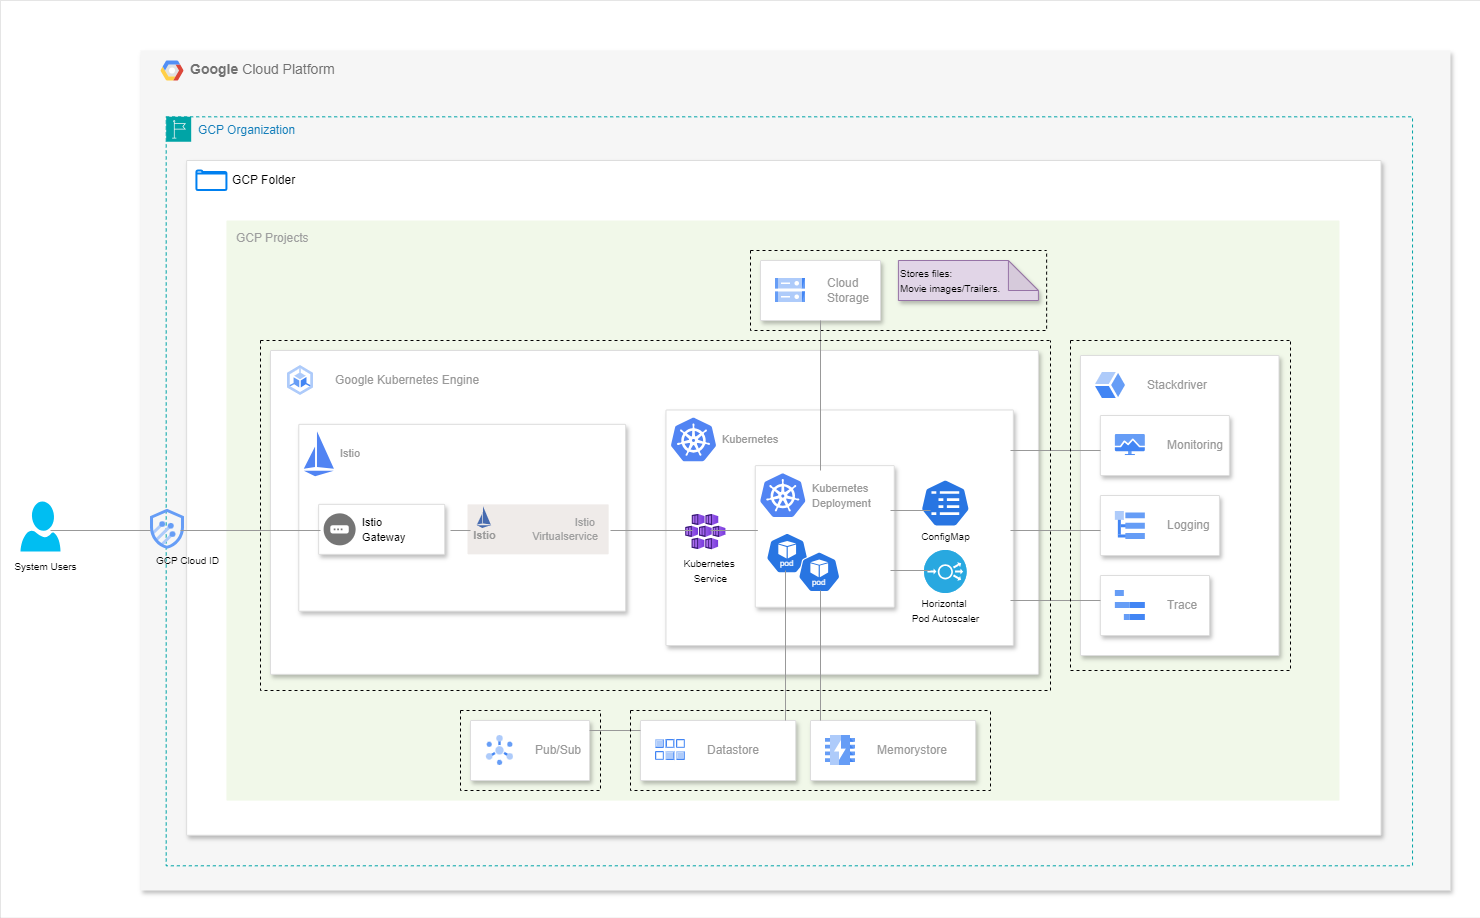 Google Cloud Platform
GCP Organization
GCP Folder
GCP Projects
Cloud
Storage
Stores files:
Movie images/Trailers.
Google Kubernetes Engine
Stackdriver
Kubernetes
Istio
Monitoring
Kubernetes
Deployment
Istio
Gateway
Istio
Istio
Virtualservice
ConfigMap
Logging
System Users
GCP Cloud ID
Kubernetes
Service
pod
pod
Horizontal
Pod Autoscaler
Trace
Pub/Sub
Datastore
Memorystore